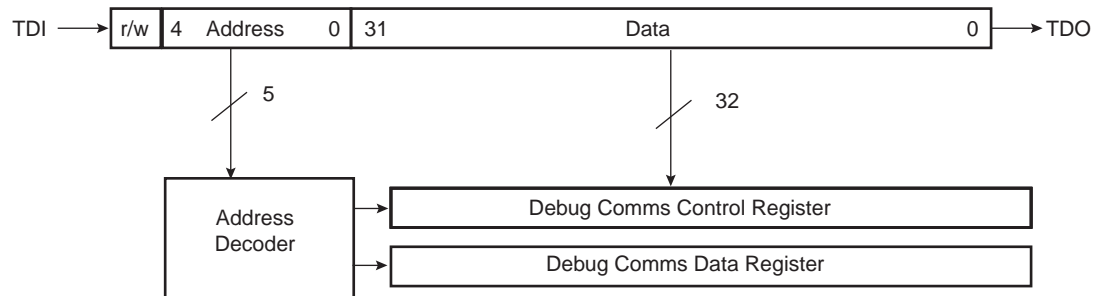 TDI r/w 4 Address 0 31 Data 0 TDO
5
32
Address
Decoder
Debug Comms Control Register
Debug Comms Data Register